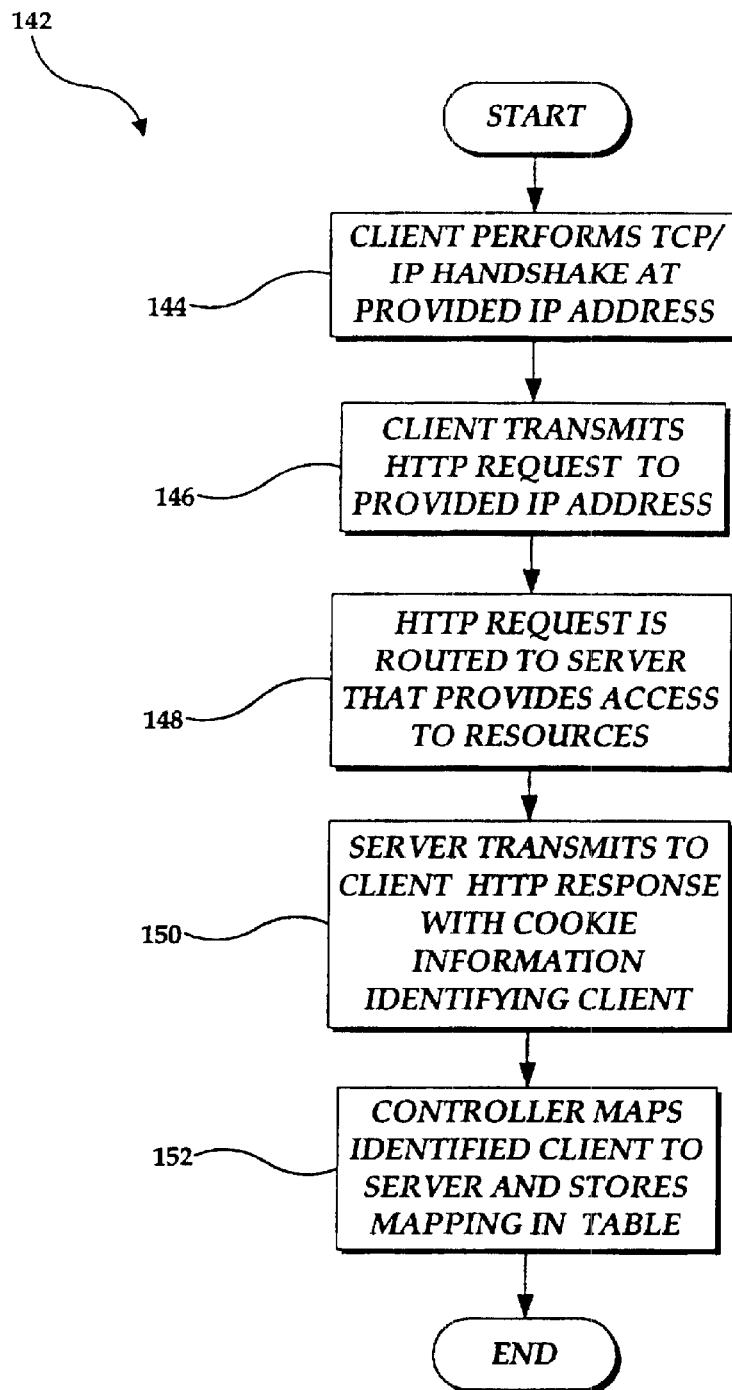 142
START
CLIENT PERFORMS TCP/
IP HANDSHAKE AT
PROVIDED IP ADDRESS
144
CLIENT TRANSMITS
HTTP REQUEST TO
PROVIDED IP ADDRESS
146
HTTP REQUEST IS
ROUTED TO SERVER
THAT PROVIDES ACCESS
TO RESOURCES
148
SERVER TRANSMITS TO
CLIENT HTTP RESPONSE
WITH COOKIE
INFORMATION
IDENTIFYING CLIENT
150
CONTROLLER MAPS
IDENTIFIED CLIENT TO
SERVER AND STORES
MAPPING IN TABLE
152
END